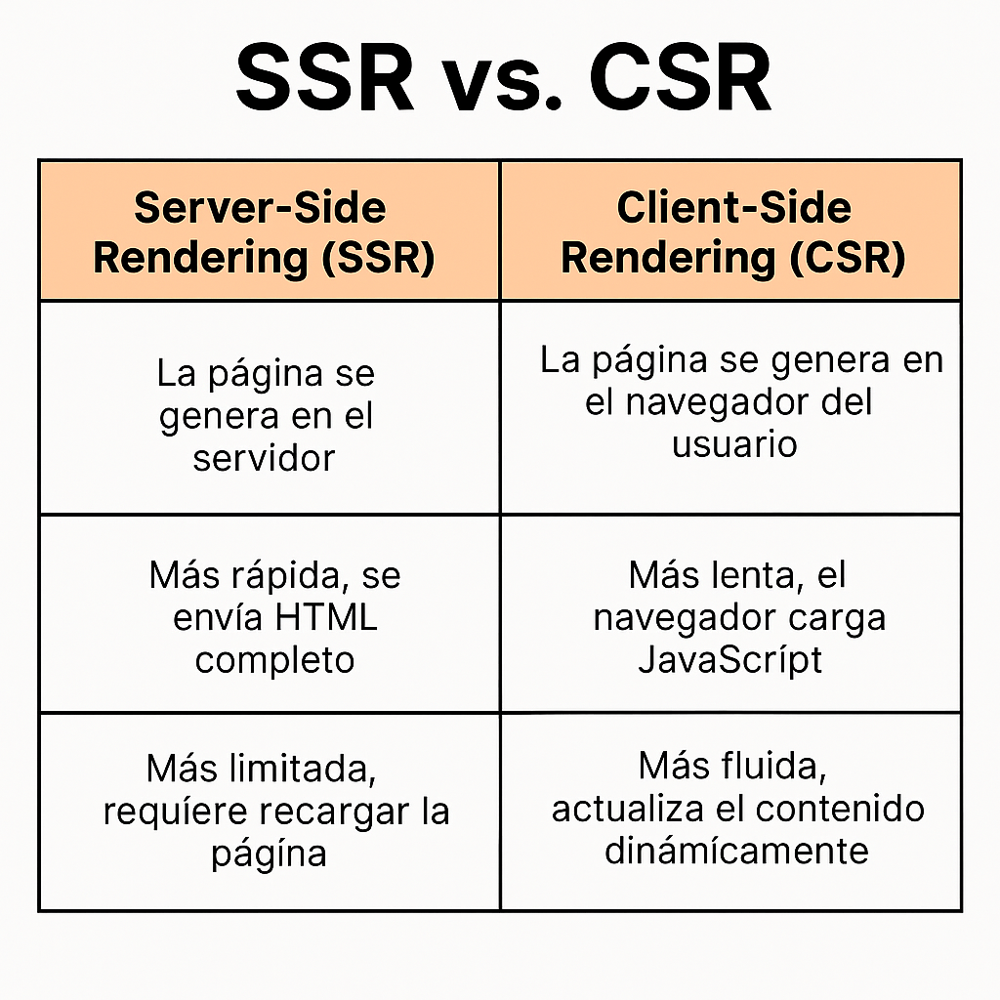 SSR vs. CSR
Server-Side
Rendering (SSR)
Client-Side
Rendering (CSR)
La página se
genera en el
servidor
La página se genera en
el navegador del
usuario
Más rápida, se
envía HTML
completo
Más lenta, el
navegador carga
JavaScrípt
Más limitada,
requíere recargar la
págína
Más fluida,
actualiza el contenido
dinámícamente